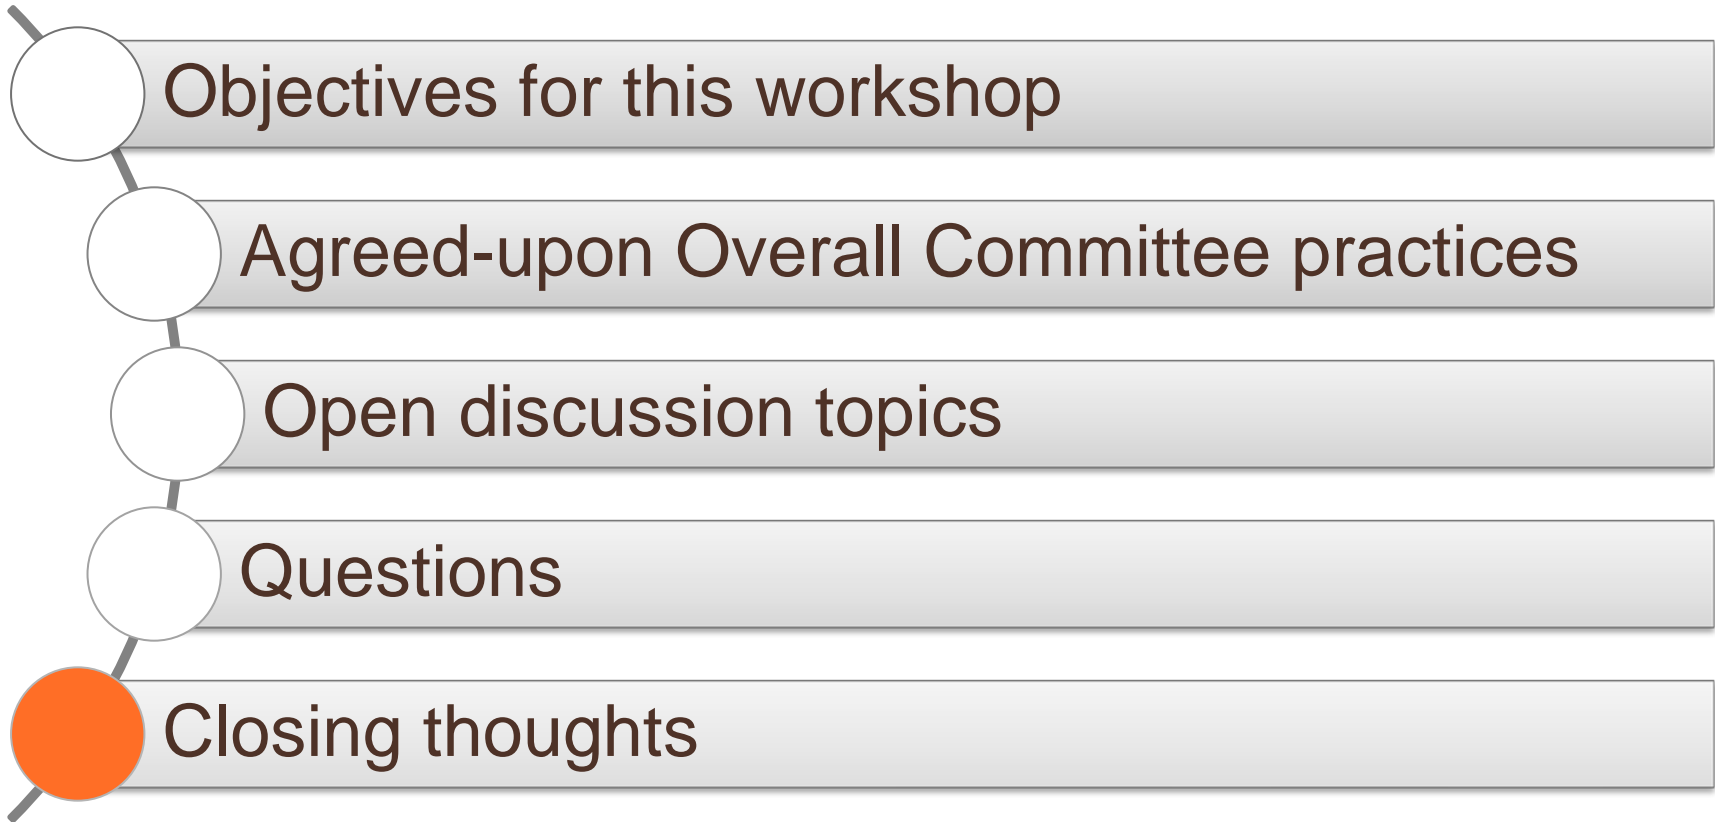 Objectives for this workshop
Agreed-upon Overall Committee practices
Open discussion topics
Questions
Closing thoughts